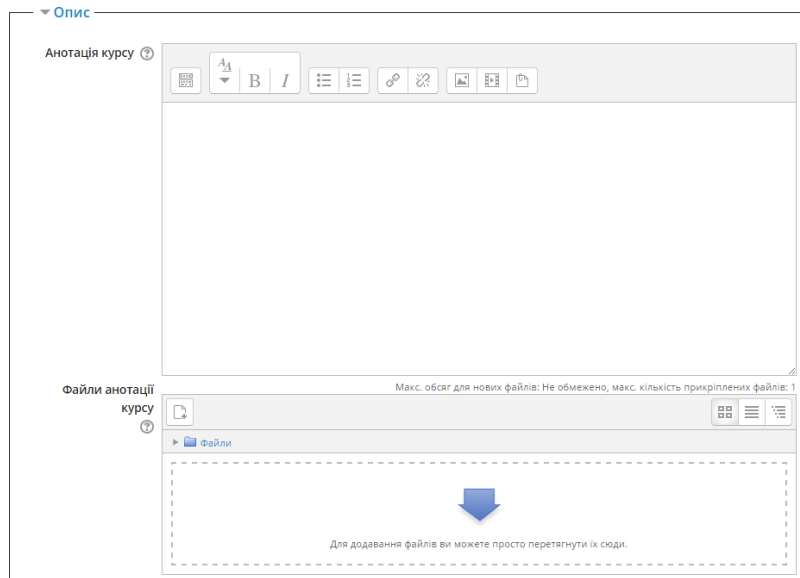 Опис
Анотація курсу
Макс. обсяг для нових файлів: Не обмежено, макс. кількість прикріплених файлів: 1
Файли анотації
курсу
Файли
Для додавання файлів ви можете просто перетягнути їх сюди.